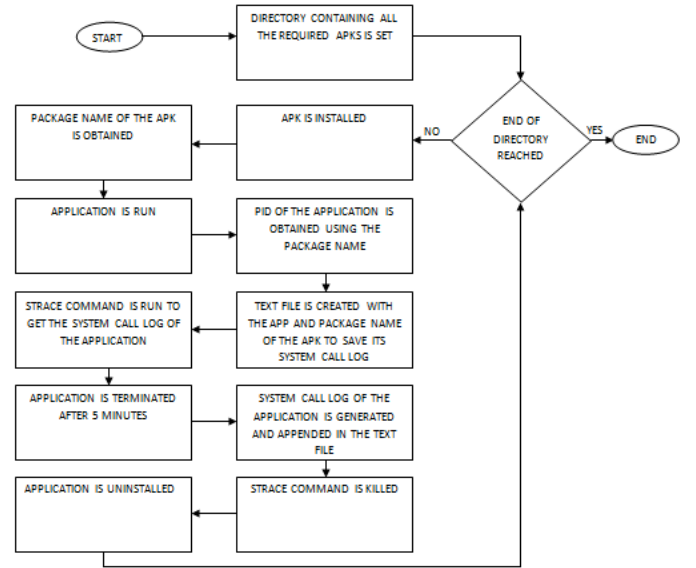 START
DIRECTORY CONTAINING ALL
THE REQUIRED APKS IS SET
END OF
DIRECTORY
REACHED
YES
END
NO
APK IS INSTALLED
PACKAGE NAME OF THE APK
IS OBTAINED
APPLICATION IS RUN
PID OF THE APPLICATION IS
OBTAINED USING THE
PACKAGE NAME
TEXT FILE IS CREATED WITH
THE APP AND PACKAGE NAME
OF THE APK TO SAVE ITS
SYSTEM CALL LOG
STRACE COMMAND IS RUN TO
GET THE SYSTEM CALL LOG OF
THE APPLICATION
APPLICATION IS TERMINATED
AFTER 5 MINUTES
SYSTEM CALL LOG OF THE
APPLICATION IS GENERATED
AND APPENDED IN THE TEXT
FILE
STRACE COMMAND IS KILLED
APPLICATION IS UNINSTALLED